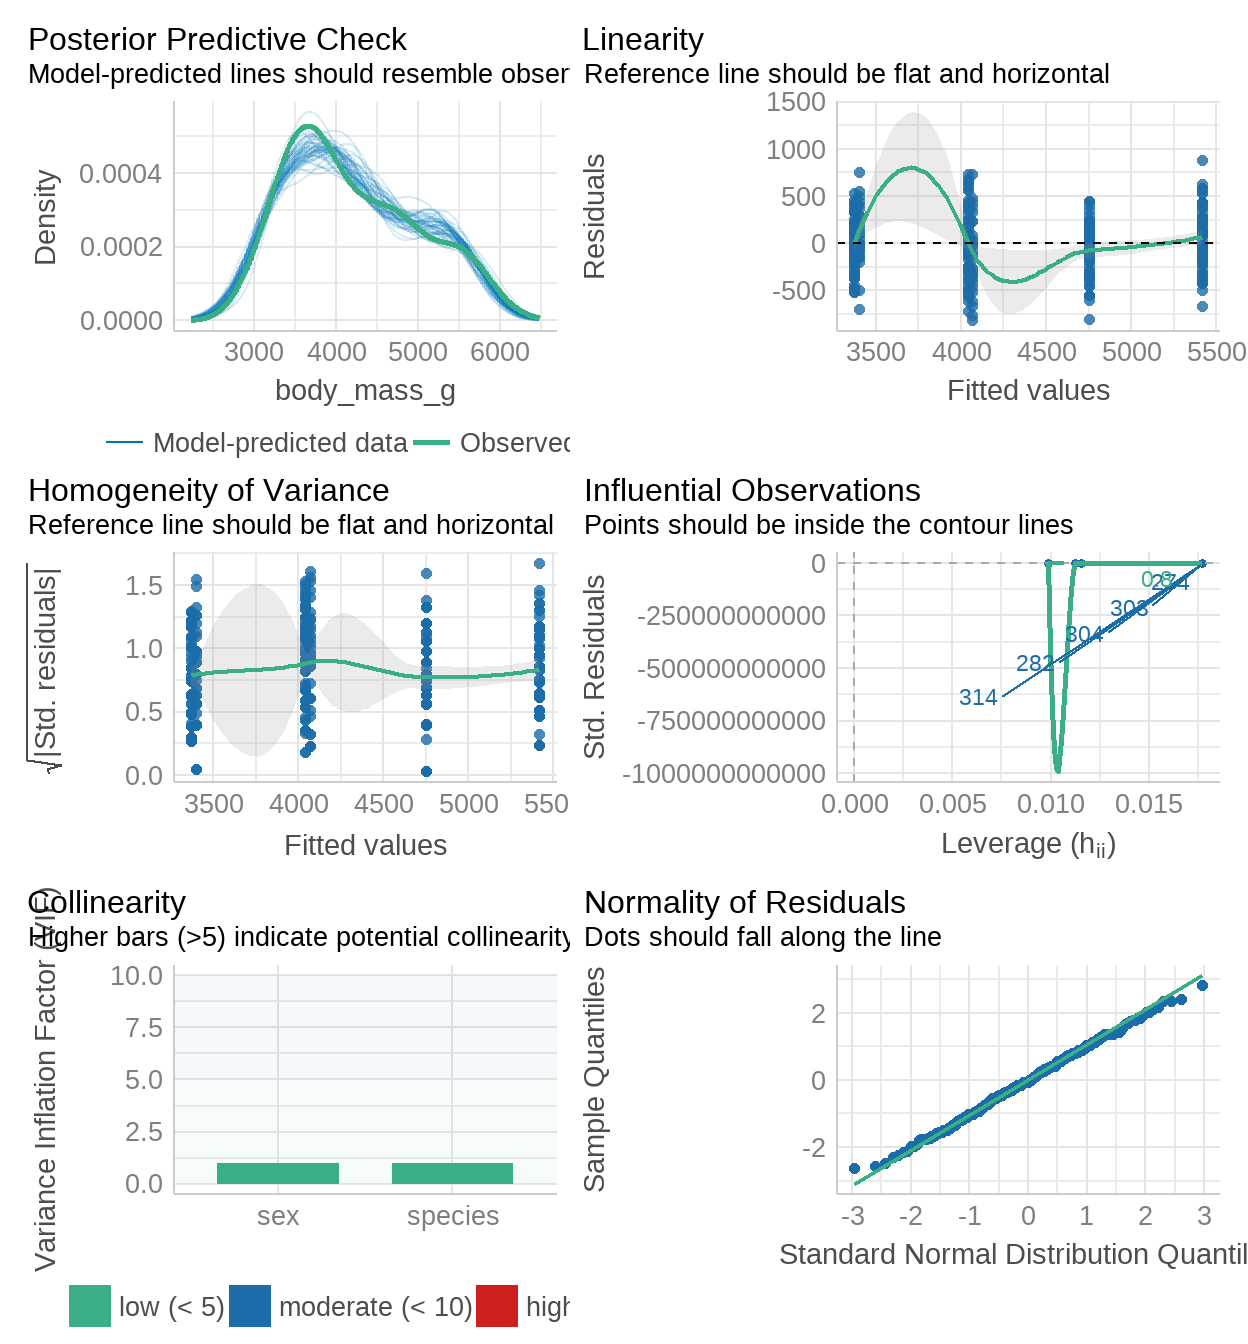 Posterior Predictive Check
Model-predicted lines should resemble obser
Density
0.0004
0.0002
0.0000
3000 4000 5000 6000
body_mass_g
Model-predicted data Observed
Linearity
Reference line should be flat and horizontal
Residuals
1500
1000
500
0
-500
3500 4000 4500 5000 5500
Fitted values
Homogeneity of Variance
Reference line should be flat and horizontal
√|Std. residuals|
1.5
1.0
0.5
0.0
3500 4000 4500 5000 550
Fitted values
Influential Observations
Points should be inside the contour lines
Std. Residuals
0
-250000000000
-500000000000
-750000000000
-1000000000000
0.8
274
303
304
282
314
0.000 0.005 0.010 0.015
Leverage (hii)
Collinearity
Higher bars (>5) indicate potential collinearity
Variance Inflation Factor (VIF)
10.0
7.5
5.0
2.5
0.0
sex species
low (< 5) moderate (< 10) high
Normality of Residuals
Dots should fall along the line
Sample Quantiles
2
0
-2
-3 -2 -1 0 1 2 3
Standard Normal Distribution Quantil